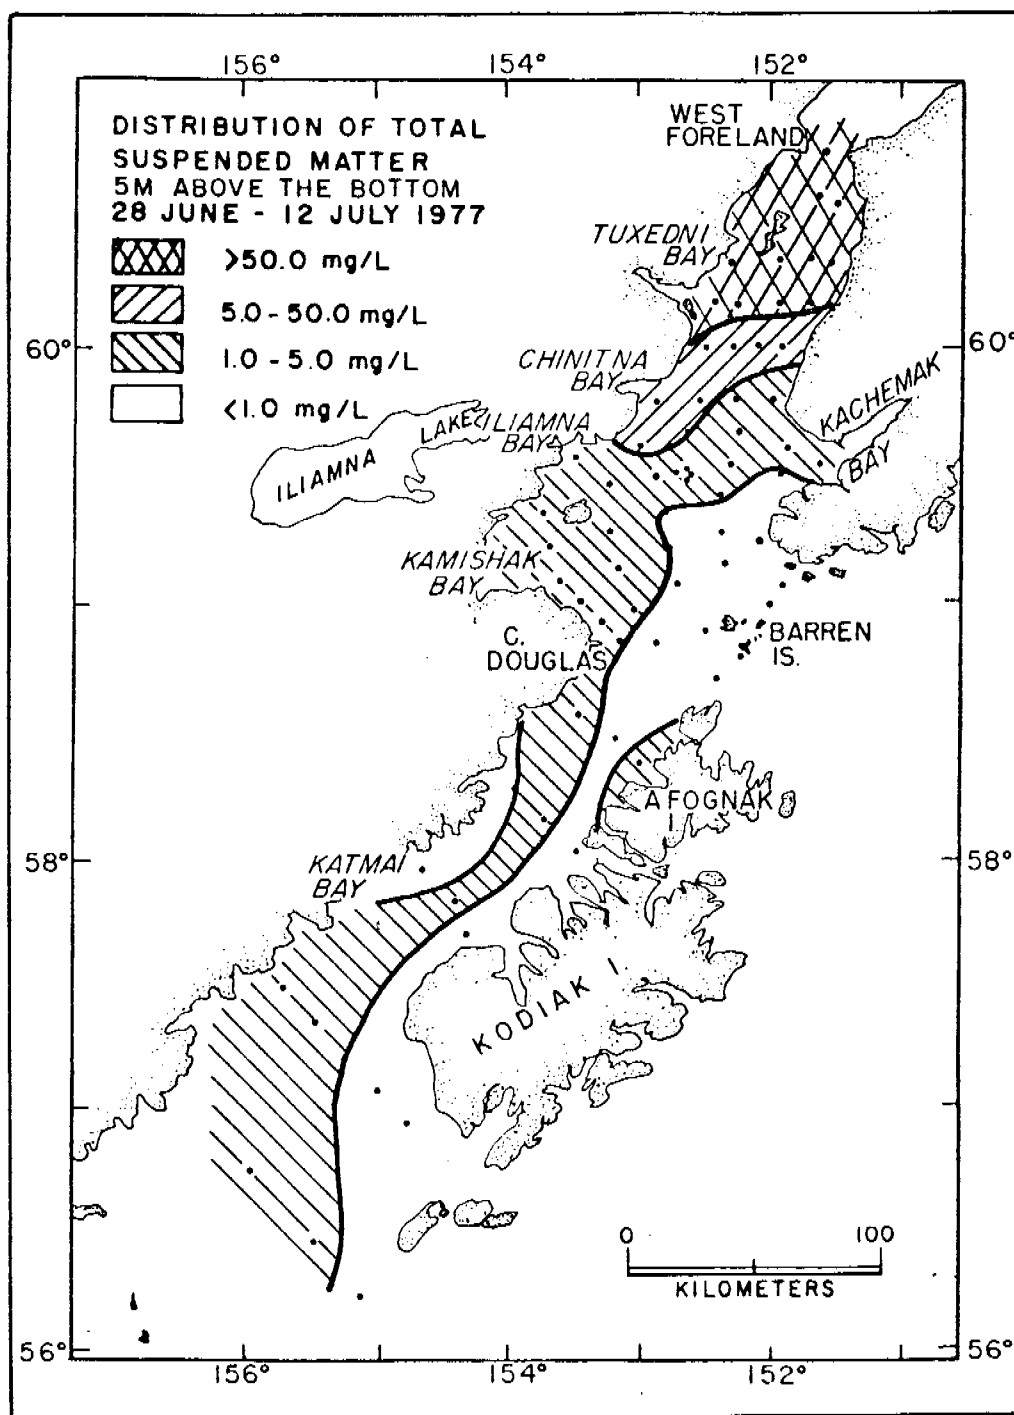 156° 154° 152°
DISTRIBUTION OF TOTAL
SUSPENDED MATTER
5M ABOVE THE BOTTOM
28 JUNE - 12 JULY 1977
>50.0 mg/L
5.0-50.0 mg/L
1.0-5.0 mg/L
<1.0 mg/L
WEST
FORELAND
TUXEDNI
BAY
60°
60°
CHINITNA
BAY
KACHEMAK
BAY
LAKE
ILIAMNA
ILIAMNA
BAY
KAMISHAK
BAY
C.
DOUGLAS
BARREN
IS.
AFOGNAK
I.
58°
58°
KATMAI
BAY
KODIAK I
0 100
KILOMETERS
56°
56°
156° 154° 152°